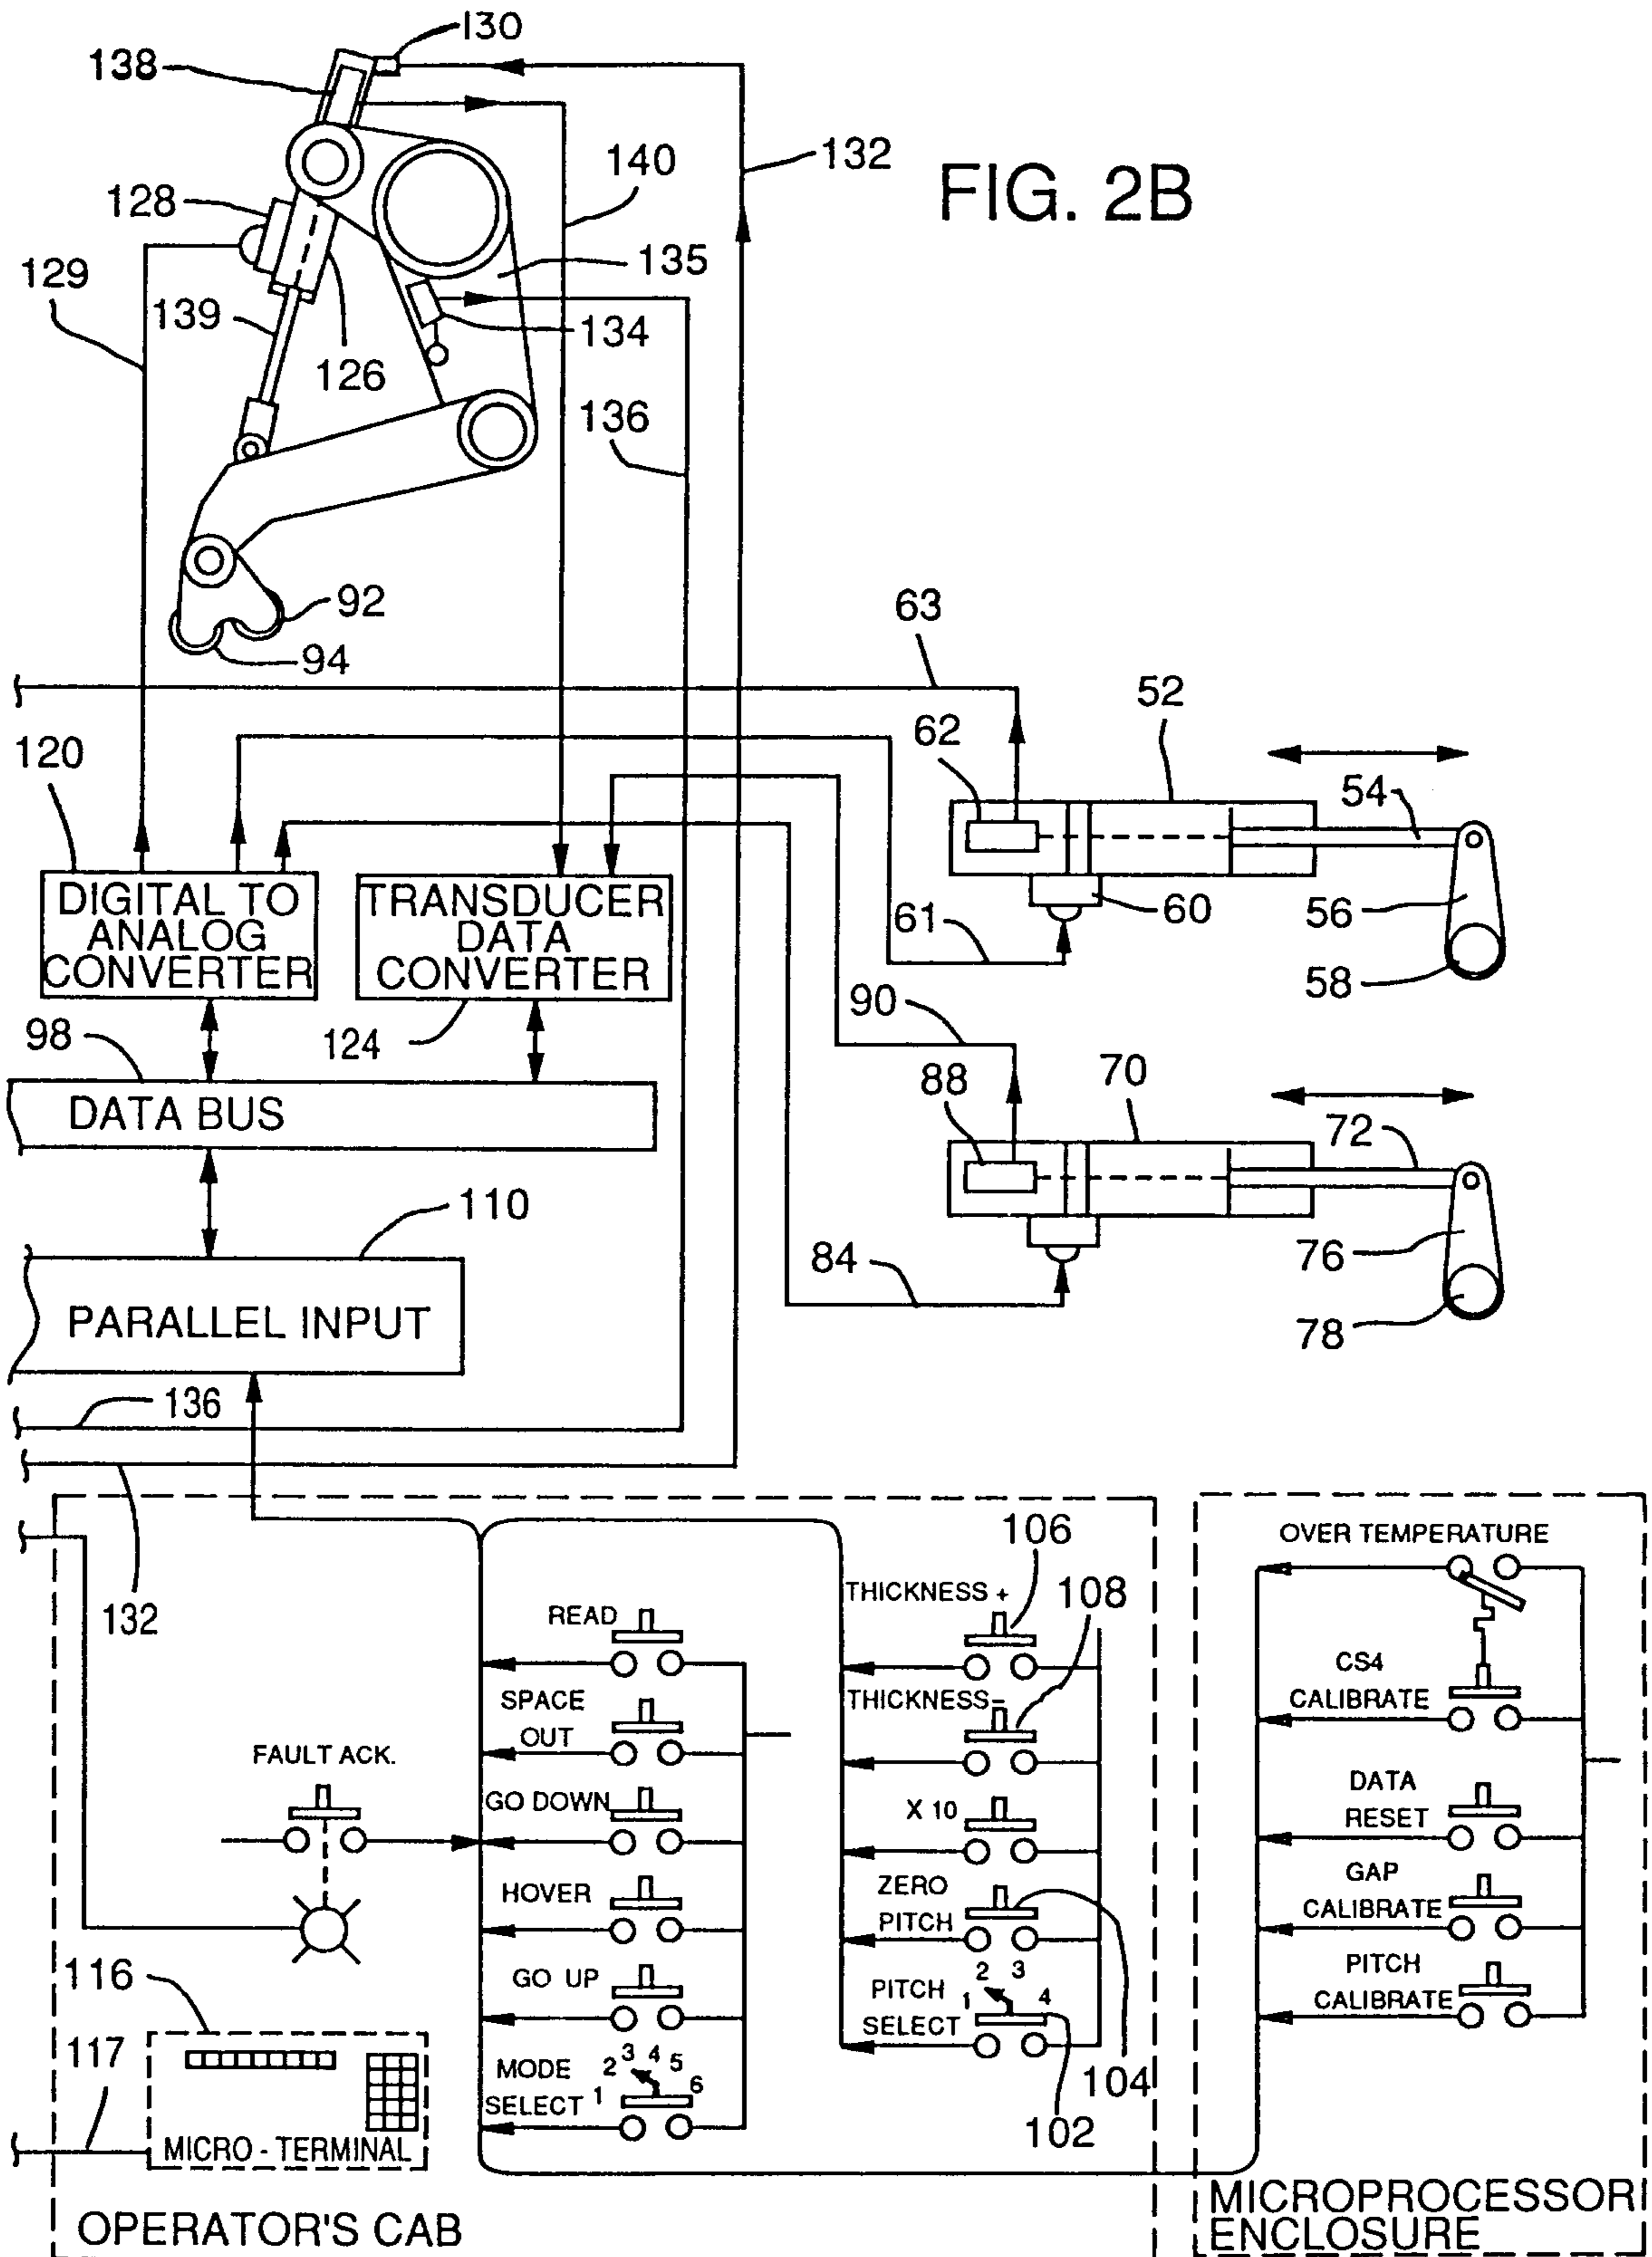 130
138
132
FIG. 2B
140
128
135
129
139
134
126
136
92
94
63
52
120
62
54
DIGITAL TO
ANALOG
CONVERTER
TRANSDUCER
DATA
CONVERTER
60
56
61
58
90
98
124
88
70
DATA BUS
72
110
76
84
PARALLEL INPUT
78
136
132
106
OVER TEMPERATURE
THICKNESS +
108
READ
CS4
CALIBRATE
SPACE
OUT
THICKNESS-
FAULT ACK.
GO DOWN
X 10
DATA
RESET
HOVER
ZERO
PITCH
GAP
CALIBRATE
116
GO UP
PITCH
SELECT
1 2 3 4
PITCH
CALIBRATE
117
MODE
SELECT
1 2 3 4 5 6
104
102
MICRO - TERMINAL
OPERATOR'S CAB
MICROPROCESSOR
ENCLOSURE